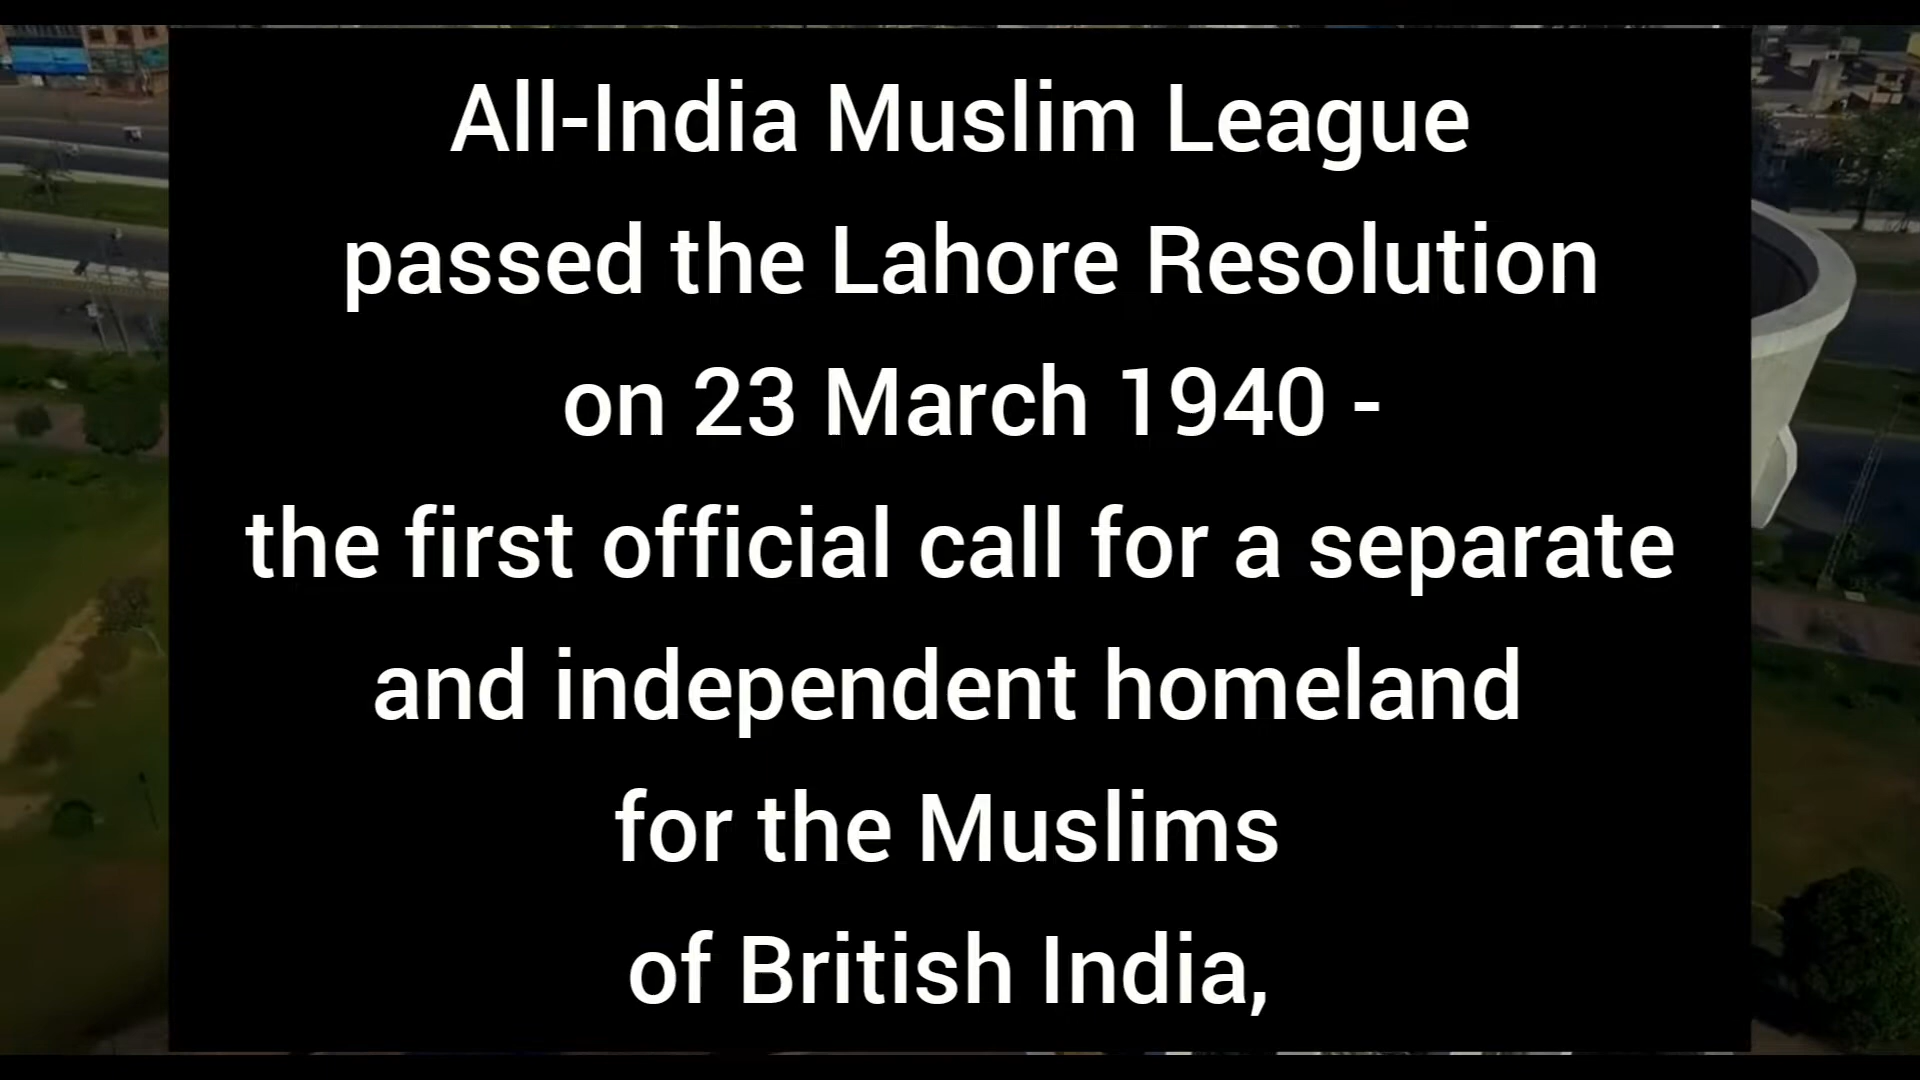 All-India Muslim League
passed the Lahore Resolution
on 23 March 1940 -
the first official call for a separate
and independent homeland
for the Muslims
of British India,